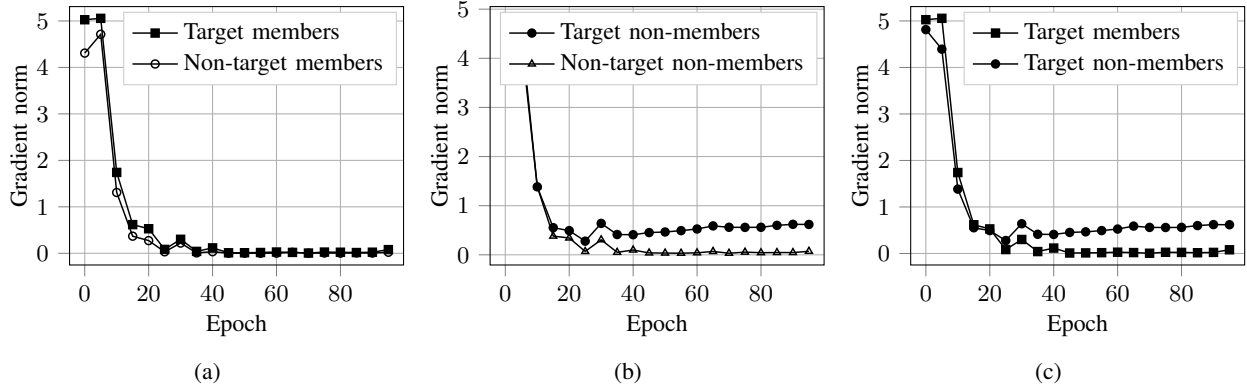 5
4
3
2
1
0
Gradient norm
0 20 40 60 80
Epoch
Target members
Non-target members
(a)
5
4
3
2
1
0
Gradient norm
0 20 40 60 80
Epoch
Target non-members
Non-target non-members
(b)
5
4
3
2
1
0
Gradient norm
0 20 40 60 80
Epoch
Target members
Target non-members
(c)